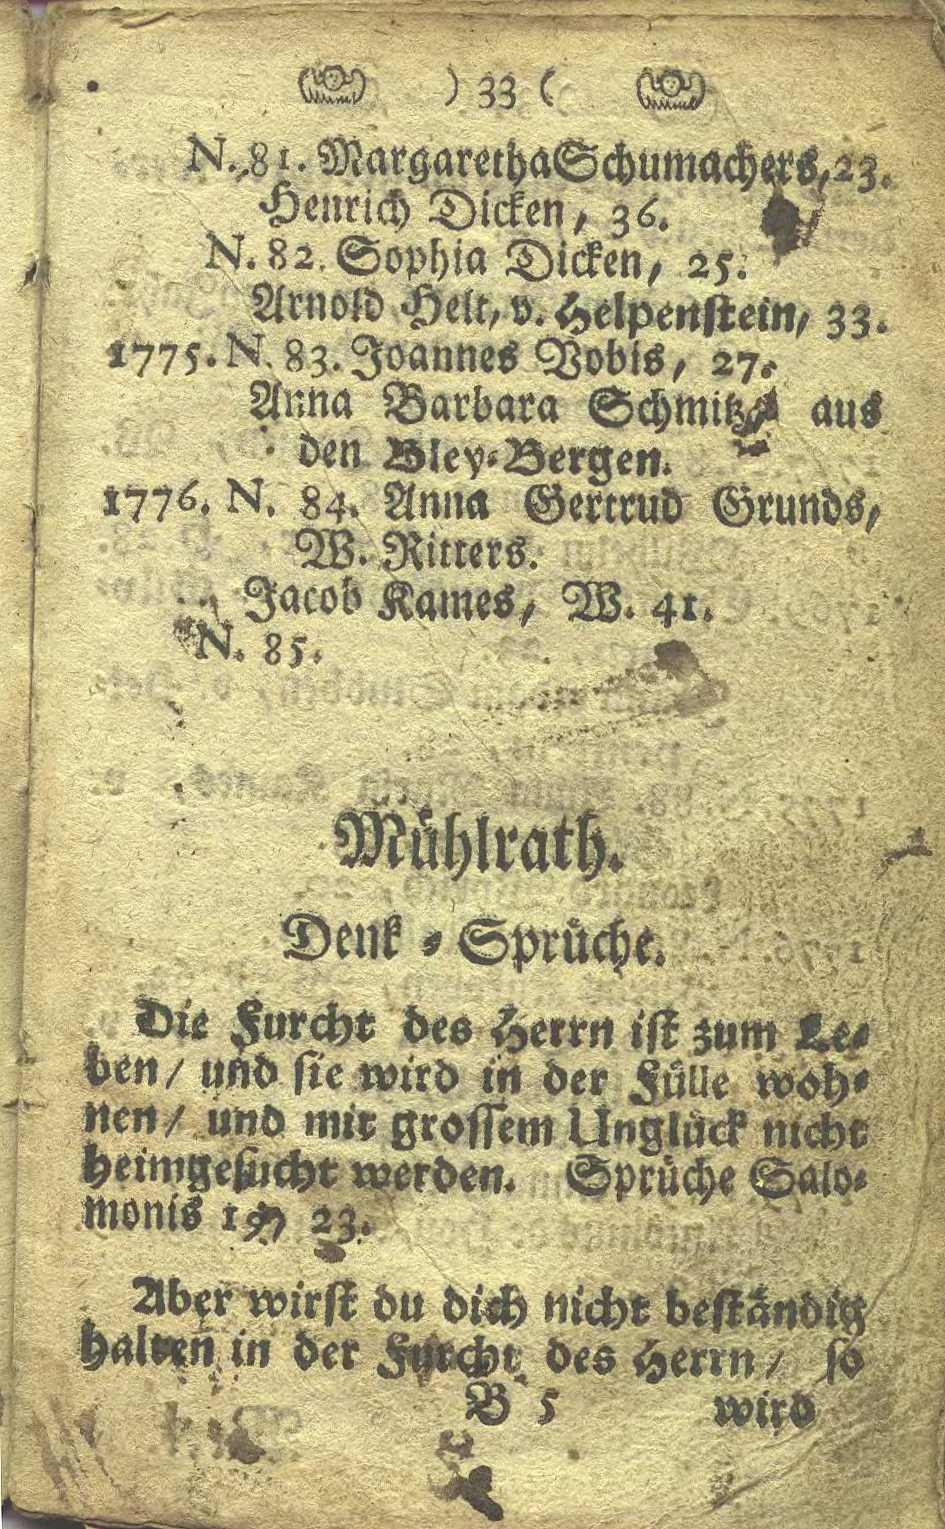 ) 33 (
N. 81. Margaretha Schumachers, 23.
Henrich Dicken, 36.
N. 82. Sophia Dicken, 25.
Arnold Helt, v. Helpenstein, 33.
1775. N. 83. Joannes Vobis, 27.
Anna Barbara Schmitz, aus
den Bley-Bergen.
1776. N. 84. Anna Gertrud Grunds,
W. Ritters.
Jacob Kames, W. 41.
N. 85.
Mühlrath.
Denk-Sprüche.
Die Furcht des Herrn ist zum Le-
ben/ und sie wird in der Fülle woh-
nen/ und mit grossem Unglück nicht
heimgesucht werden. Sprüche Salo-
monis 19, 23.
Aber wirst du dich nicht beständig
halten in der Furcht des Herrn/ so
B 5 wird